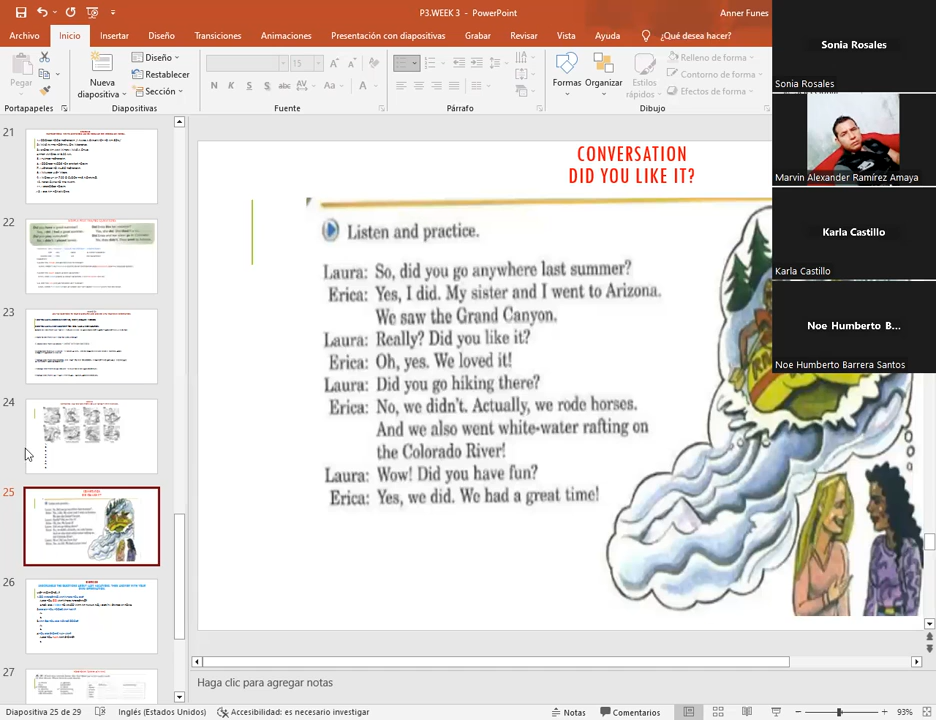 P3.WEEK 3 - PowerPoint
Anner Funes
Archivo Inicio Insertar Diseño Transiciones Animaciones Presentación con diapositivas Grabar Revisar Vista Ayuda ¿Qué desea hacer?
Pegar
Nueva
diapositiva
Diseño
Restablecer
Sección
15
N K S S abc AV Aa A
Formas Organizar Estilos
rápidos
Relleno de forma
Contorno de forma
Efectos de forma
Portapapeles Diapositivas Fuente Párrafo Dibujo
Sonia Rosales
Sonia Rosales
Marvin Alexander Ramírez Amaya
Karla Castillo
Karla Castillo
Noe Humberto B...
Noe Humberto Barrera Santos
21
22
23
24
25
26
27
CONVERSATION
DID YOU LIKE IT?
Listen and practice.
Laura: So, did you go anywhere last summer?
Erica: Yes, I did. My sister and I went to Arizona.
We saw the Grand Canyon.
Laura: Really? Did you like it?
Erica: Oh, yes. We loved it!
Laura: Did you go hiking there?
Erica: No, we didn't. Actually, we rode horses.
And we also went white-water rafting on
the Colorado River!
Laura: Wow! Did you have fun?
Erica: Yes, we did. We had a great time!
Haga clic para agregar notas
Diapositiva 25 de 29 Inglés (Estados Unidos) Accesibilidad: es necesario investigar Notas Comentarios 93%